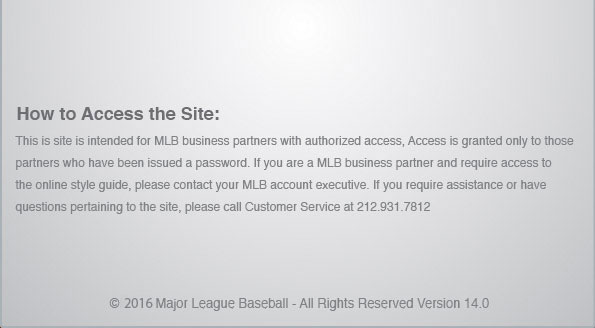 How to Access the Site:
This is site is intended for MLB business partners with authorized access, Access is granted only to those
partners who have been issued a password. If you are a MLB business partner and require access to
the online style guide, please contact your MLB account executive. If you require assistance or have
questions pertaining to the site, please call Customer Service at 212.931.7812
© 2016 Major League Baseball - All Rights Reserved Version 14.0